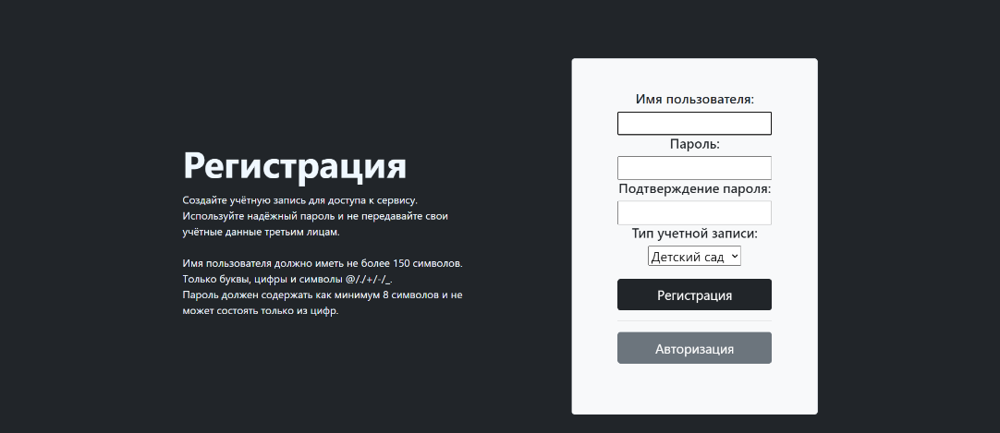 Регистрация
Создайте учётную запись для доступа к сервису.
Используйте надёжный пароль и не передавайте свои
учётные данные третьим лицам.
Имя пользователя должно иметь не более 150 символов.
Только буквы, цифры и символы @/./+/-/_.
Пароль должен содержать как минимум 8 символов и не
может состоять только из цифр.
Имя пользователя:
Пароль:
Подтверждение пароля:
Тип учетной записи:
Детский сад
Регистрация
Авторизация